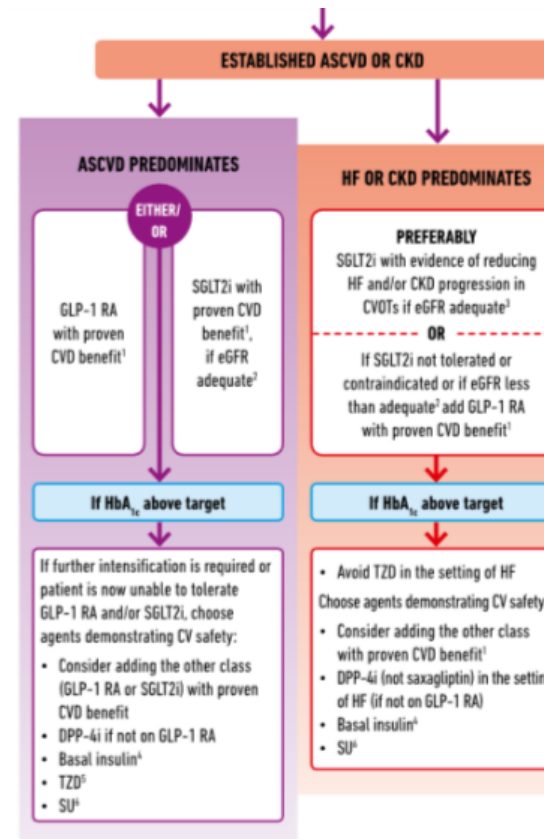 ESTABLISHED ASCVD OR CKD
ASCVD PREDOMINATES
EITHER/
OR
GLP-1 RA
with proven
CVD benefit¹
SGLT2i with
proven CVD
benefit¹,
if eGFR
adequate²
If HbA₁c above target
If further intensification is required or
patient is now unable to tolerate
GLP-1 RA and/or SGLT2i, choose
agents demonstrating CV safety:
• Consider adding the other class
(GLP-1 RA or SGLT2i) with proven
CVD benefit
• DPP-4i if not on GLP-1 RA
• Basal insulin⁴
• TZD⁵
• SU⁶
HF OR CKD PREDOMINATES
PREFERABLY
SGLT2i with evidence of reducing
HF and/or CKD progression in
CVOTs if eGFR adequate³
OR
If SGLT2i not tolerated or
contraindicated or if eGFR less
than adequate² add GLP-1 RA
with proven CVD benefit¹
If HbA₁c above target
• Avoid TZD in the setting of HF
Choose agents demonstrating CV safety
• Consider adding the other class
with proven CVD benefit¹
• DPP-4i (not saxagliptin) in the settin
of HF (if not on GLP-1 RA)
• Basal insulin⁴
• SU⁶